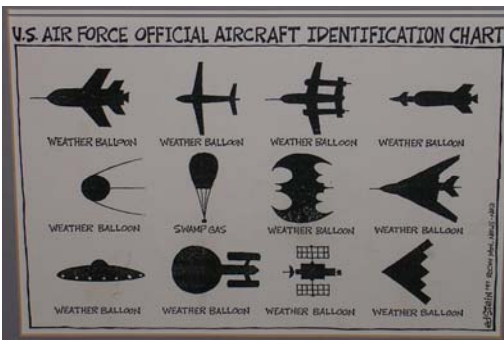 U.S. AIR FORCE OFFICIAL AIRCRAFT IDENTIFICATION CHART
WEATHER BALLOON WEATHER BALLOON WEATHER BALLOON WEATHER BALLOON
WEATHER BALLOON SWAMP GAS WEATHER BALLOON WEATHER BALLOON
WEATHER BALLOON WEATHER BALLOON WEATHER BALLOON WEATHER BALLOON